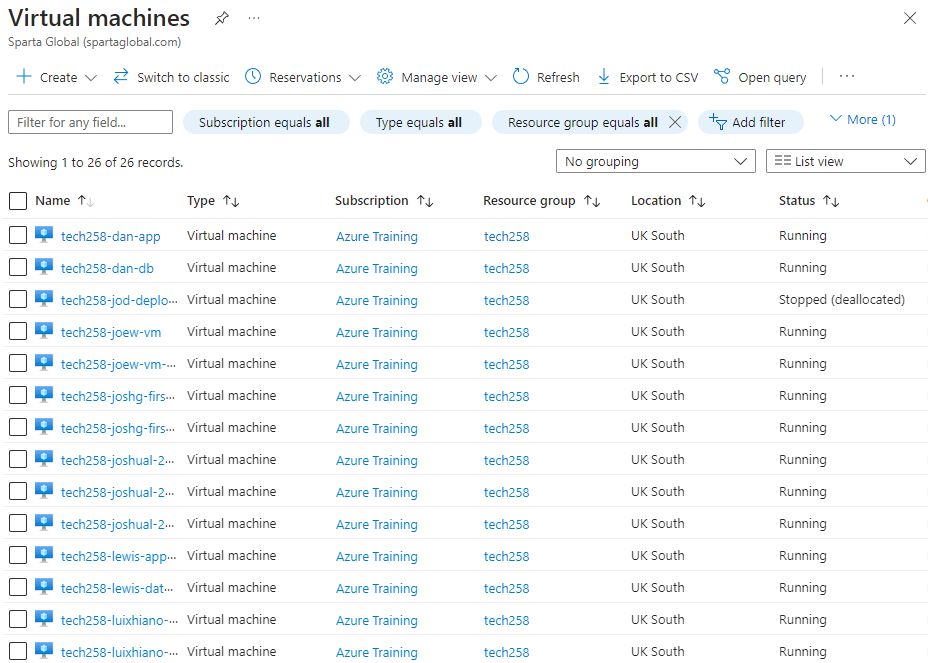 Virtual machines
Sparta Global (spartaglobal.com)
Create Switch to classic Reservations Manage view Refresh Export to CSV Open query
Filter for any field... Subscription equals all Type equals all Resource group equals all Add filter More (1)
Showing 1 to 26 of 26 records. No grouping List view
Name Type Subscription Resource group Location Status
tech258-dan-app Virtual machine Azure Training tech258 UK South Running
tech258-dan-db Virtual machine Azure Training tech258 UK South Running
tech258-jod-deplo... Virtual machine Azure Training tech258 UK South Stopped (deallocated)
tech258-joew-vm Virtual machine Azure Training tech258 UK South Running
tech258-joew-vm-... Virtual machine Azure Training tech258 UK South Running
tech258-joshg-firs... Virtual machine Azure Training tech258 UK South Running
tech258-joshg-firs... Virtual machine Azure Training tech258 UK South Running
tech258-joshual-2... Virtual machine Azure Training tech258 UK South Running
tech258-joshual-2... Virtual machine Azure Training tech258 UK South Running
tech258-joshual-2... Virtual machine Azure Training tech258 UK South Running
tech258-lewis-app... Virtual machine Azure Training tech258 UK South Running
tech258-lewis-dat... Virtual machine Azure Training tech258 UK South Running
tech258-luixhiano-... Virtual machine Azure Training tech258 UK South Running
tech258-luixhiano-... Virtual machine Azure Training tech258 UK South Running